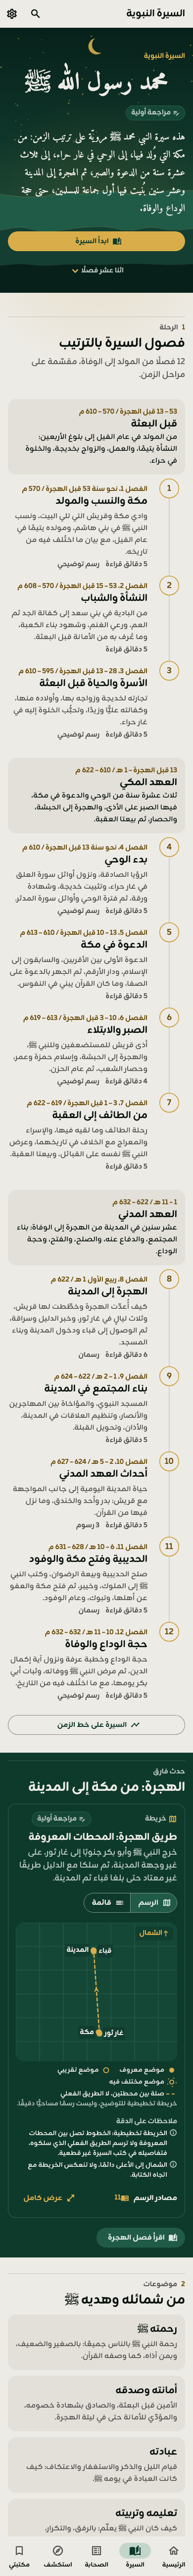 السيرة النبوية
السيرة النبوية
محمد رسول الله ﷺ
مراجعة أولية
هذه سيرة النبي محمد ﷺ مرويّة على ترتيب الزمن: من
مكة التي وُلد فيها، إلى الوحي في غار حراء، إلى ثلاث
عشرة سنة من الدعوة والصبر، ثم الهجرة إلى المدينة
وعشر سنين بُنيت فيها أول جماعة للمسلمين، حتى حجة
الوداع والوفاة.
ابدأ السيرة
اثنا عشر فصلًا
1 الرحلة
فصول السيرة بالترتيب
12 فصلًا من المولد إلى الوفاة، مقسّمة على
مراحل الزمن.
53 – 13 قبل الهجرة / 570 – 610 م
قبل البعثة
من المولد في عام الفيل إلى بلوغ الأربعين:
النشأة اليتيمة، والعمل، والزواج بخديجة، والخلوة
في حراء.
1
الفصل 1، نحو سنة 53 قبل الهجرة / 570 م
مكة والنسب والمولد
وادي مكة وقريش التي تلي البيت، ونسب
النبي ﷺ في بني هاشم، ومولده يتيمًا في
عام الفيل، مع بيان ما اختُلف فيه من
تاريخه.
5 دقائق قراءة رسم توضيحي
2
الفصل 2، 53 – 15 قبل الهجرة / 570 – 608 م
النشأة والشباب
من البادية في بني سعد إلى كفالة الجد ثم
العم، ورعي الغنم، وشهود بناء الكعبة،
وما عُرف به من الأمانة قبل البعثة.
5 دقائق قراءة
3
الفصل 3، 28 – 13 قبل الهجرة / 595 – 610 م
الأسرة والحياة قبل البعثة
تجارته لخديجة وزواجه بها، وأولاده منها،
وكفالته عليًّا وزيدًا، وتحبُّب الخلوة إليه في
غار حراء.
5 دقائق قراءة رسم توضيحي
13 قبل الهجرة – 1 هـ / 610 – 622 م
العهد المكي
ثلاث عشرة سنة من الوحي والدعوة في مكة،
فيها الصبر على الأذى، والهجرة إلى الحبشة،
والحصار، ثم بيعتا العقبة.
4
الفصل 4، نحو سنة 13 قبل الهجرة / 610 م
بدء الوحي
الرؤيا الصادقة، ونزول أوائل سورة العلق
في غار حراء، وتثبيت خديجة، وشهادة
ورقة، ثم فترة الوحي وأوائل سورة المدثر.
5 دقائق قراءة رسم توضيحي
5
الفصل 5، 13 – 10 قبل الهجرة / 610 – 613 م
الدعوة في مكة
الدعوة أولًا بين الأقربين، والسابقون إلى
الإسلام، ودار الأرقم، ثم الجهر بالدعوة على
الصفا، وما كان القرآن يبني في النفوس.
5 دقائق قراءة
6
الفصل 6، 10 – 3 قبل الهجرة / 613 – 619 م
الصبر والابتلاء
أذى قريش للمستضعفين وللنبي ﷺ،
والهجرة إلى الحبشة، وإسلام حمزة وعمر،
وحصار الشعب، ثم عام الحزن.
4 دقائق قراءة رسم توضيحي
7
الفصل 7، 3 – 1 قبل الهجرة / 619 – 622 م
من الطائف إلى العقبة
رحلة الطائف وما لقيه فيها، والإسراء
والمعراج مع الخلاف في تاريخهما، وعرض
النبي ﷺ نفسه على القبائل، وبيعتا العقبة.
5 دقائق قراءة
1 – 11 هـ / 622 – 632 م
العهد المدني
عشر سنين في المدينة من الهجرة إلى الوفاة: بناء
المجتمع، والدفاع عنه، والصلح، والفتح، وحجة
الوداع.
8
الفصل 8، ربيع الأول 1 هـ / 622 م
الهجرة إلى المدينة
كيف أُعدّت الهجرة وخطّطت لها قريش،
وثلاث ليالٍ في غار ثور، وخبر الدليل وسراقة،
ثم الوصول إلى قباء ودخول المدينة وبناء
المسجد.
6 دقائق قراءة رسمان
9
الفصل 9، 1 – 2 هـ / 622 – 624 م
بناء المجتمع في المدينة
المسجد النبوي، والمؤاخاة بين المهاجرين
والأنصار، وتنظيم العلاقات في المدينة،
والأذان، وتحويل القبلة.
4 دقائق قراءة
10
الفصل 10، 2 – 5 هـ / 624 – 627 م
أحداث العهد المدني
حياة المدينة اليومية إلى جانب المواجهة
مع قريش: بدر وأُحد والخندق، وما نزل
فيها من القرآن.
5 دقائق قراءة 3 رسوم
11
الفصل 11، 6 – 10 هـ / 628 – 631 م
الحديبية وفتح مكة والوفود
صلح الحديبية وبيعة الرضوان، وكتب النبي
ﷺ إلى الملوك، وخيبر، ثم فتح مكة والعفو
عن أهلها، وتبوك، وعام الوفود.
5 دقائق قراءة رسمان
12
الفصل 12، 10 – 11 هـ / 632 – 632 م
حجة الوداع والوفاة
حجة الوداع وخطبة عرفة ونزول آية إكمال
الدين، ثم مرض النبي ﷺ ووفاته، وثبات أبي
بكر يومها، مع بيان ما يُختلف فيه من التاريخ.
5 دقائق قراءة رسم توضيحي
السيرة على خط الزمن
حدث فارق
الهجرة: من مكة إلى المدينة
خريطة
مراجعة أولية
طريق الهجرة: المحطات المعروفة
خرج النبي ﷺ وأبو بكر جنوبًا إلى غار ثور، على
غير وجهة المدينة، ثم سلكا مع الدليل طريقًا
غير معتاد حتى بلغا قباء ثم المدينة.
الرسم
قائمة
الشمال
المدينة
قباء
مكة
غار ثور
موضع معروف
موضع تقريبي
موضع مختلف فيه
صلة بين محطتين، لا الطريق الفعلي
خريطة تخطيطية للتوضيح، وليست رسمًا مساحيًّا دقيقًا.
ملاحظات على الدقة
الخريطة تخطيطية: الخطوط تصل بين المحطات
المعروفة ولا ترسم الطريق الفعلي الذي سلكوه،
فتفاصيله في كتب السيرة غير قطعية.
الشمال إلى الأعلى دائمًا، ولا تنعكس الخريطة مع
اتجاه الكتابة.
مصادر الرسم
11
عرض كامل
اقرأ فصل الهجرة
2 موضوعات
من شمائله وهديه ﷺ
رحمته ﷺ
رحمة النبي ﷺ بالناس جميعًا: بالصغير والضعيف،
وبمن آذاه، كما وصفه القرآن.
أمانته وصدقه
الأمين قبل البعثة، والصادق بشهادة خصومه،
والمؤدّي للأمانة حتى في ليلة الهجرة.
عبادته
قيام الليل والذكر والاستغفار والاعتكاف: كيف
كانت العبادة في يومه ﷺ.
تعليمه وتربيته
كيف كان النبي ﷺ يعلّم: بالرفق، والتكرار،
الرئيسية
السيرة
الصحابة
استكشف
مكتبتي